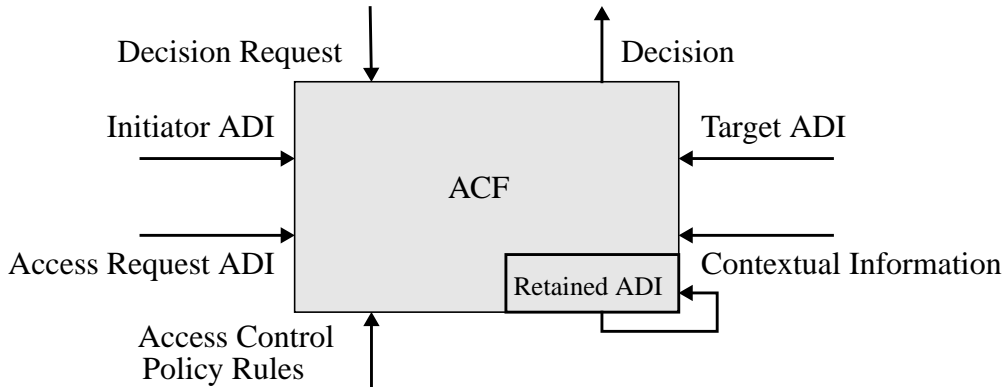 Decision Request
Decision
Initiator ADI
Target ADI
ACF
Access Request ADI
Contextual Information
Retained ADI
Access Control
Policy Rules